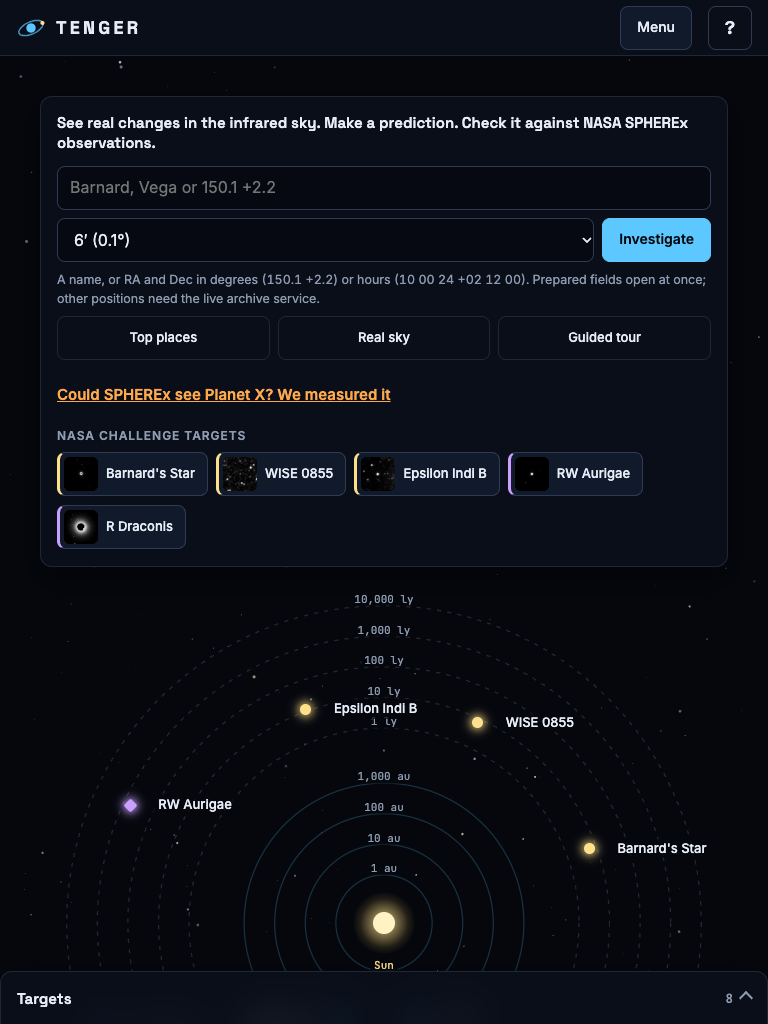 TENGER
Menu
?
See real changes in the infrared sky. Make a prediction. Check it against NASA SPHEREx
observations.
Barnard, Vega or 150.1 +2.2
6′ (0.1°)
Investigate
A name, or RA and Dec in degrees (150.1 +2.2) or hours (10 00 24 +02 12 00). Prepared fields open at once;
other positions need the live archive service.
Top places
Real sky
Guided tour
Could SPHEREx see Planet X? We measured it
NASA CHALLENGE TARGETS
Barnard's Star
WISE 0855
Epsilon Indi B
RW Aurigae
R Draconis
10,000 ly
1,000 ly
100 ly
10 ly
Epsilon Indi B
1 ly
WISE 0855
1,000 au
RW Aurigae
100 au
10 au
Barnard's Star
1 au
Sun
Targets
8